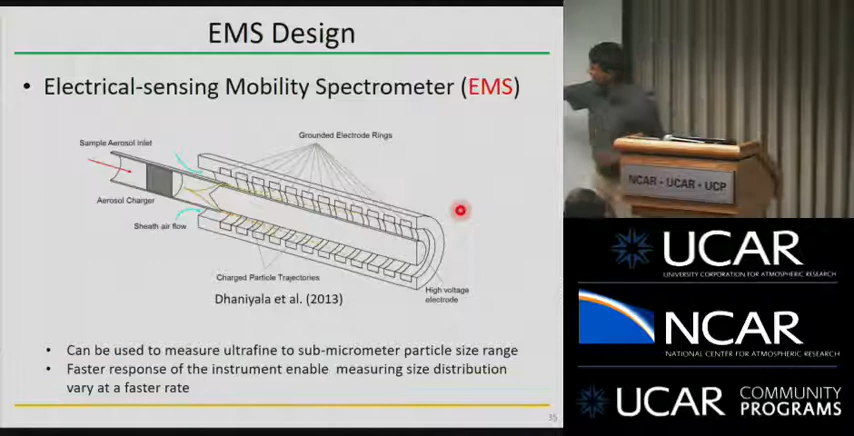 EMS Design
• Electrical-sensing Mobility Spectrometer (EMS)
Grounded Electrode Rings
Sample Aerosol inlet
Aerosol Charger
Sheath air flow
Charged Particle Trajectories
High voltage
electrode
Dhaniyala et al. (2013)
• Can be used to measure ultrafine to sub-micrometer particle size range
• Faster response of the instrument enable measuring size distribution
vary at a faster rate
35
NCAR • UCAR • UCP
UCAR
UNIVERSITY CORPORATION FOR ATMOSPHERIC RESEARCH
NCAR
NATIONAL CENTER FOR ATMOSPHERIC RESEARCH
UCAR
COMMUNITY
PROGRAMS